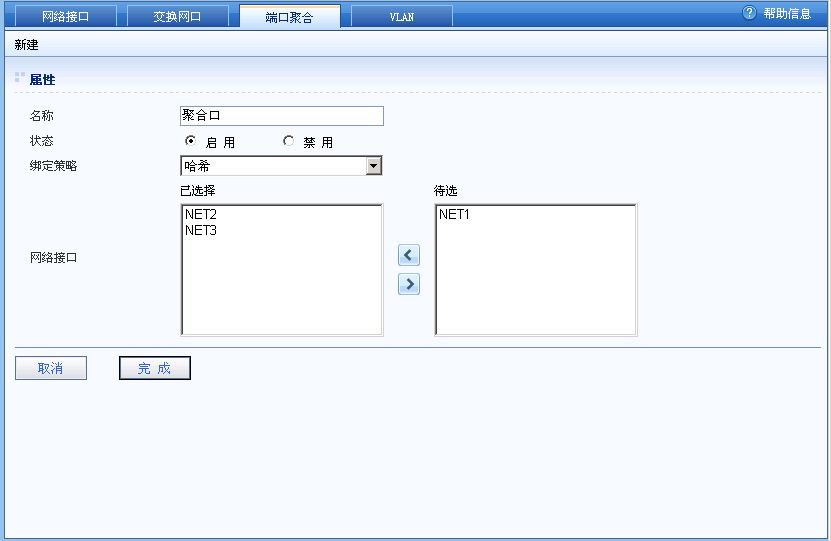 网络接口 交换网口 端口聚合 VLAN ? 帮助信息
新建
属性
名称 聚合口
状态 启 用 禁 用
绑定策略 哈希
已选择 待选
NET2 NET1
NET3
网络接口
取消 完 成